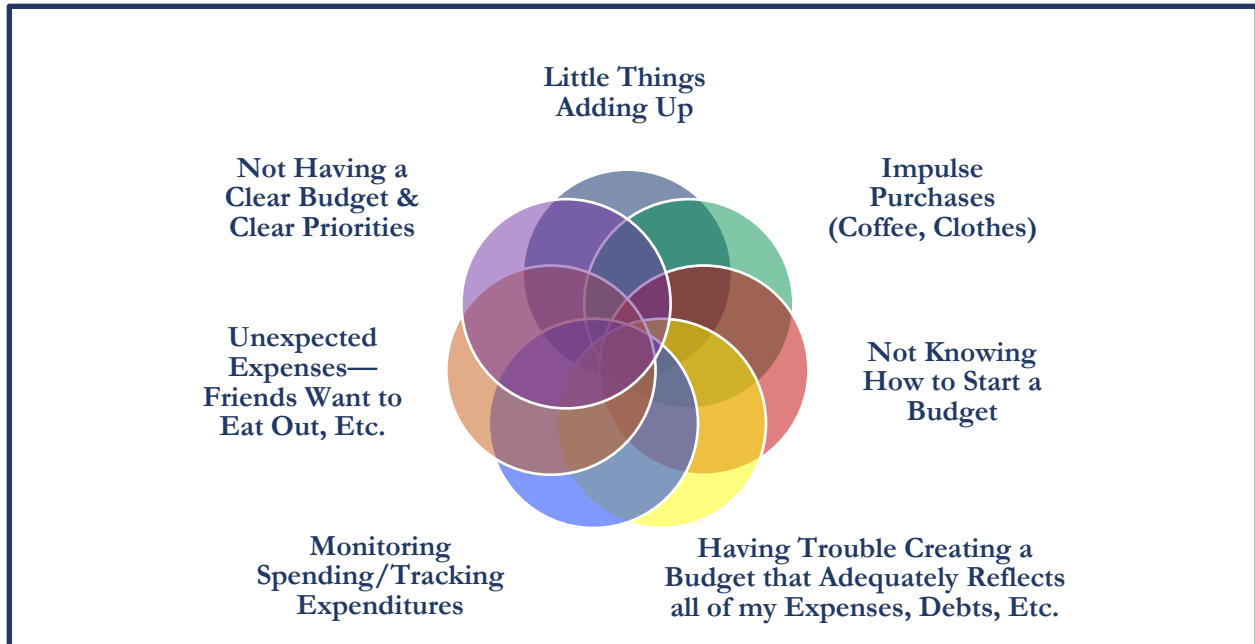 Little Things
Adding Up
Not Having a
Clear Budget &
Clear Priorities
Impulse
Purchases
(Coffee, Clothes)
Unexpected
Expenses—
Friends Want to
Eat Out, Etc.
Not Knowing
How to Start a
Budget
Monitoring
Spending/Tracking
Expenditures
Having Trouble Creating a
Budget that Adequately Reflects
all of my Expenses, Debts, Etc.